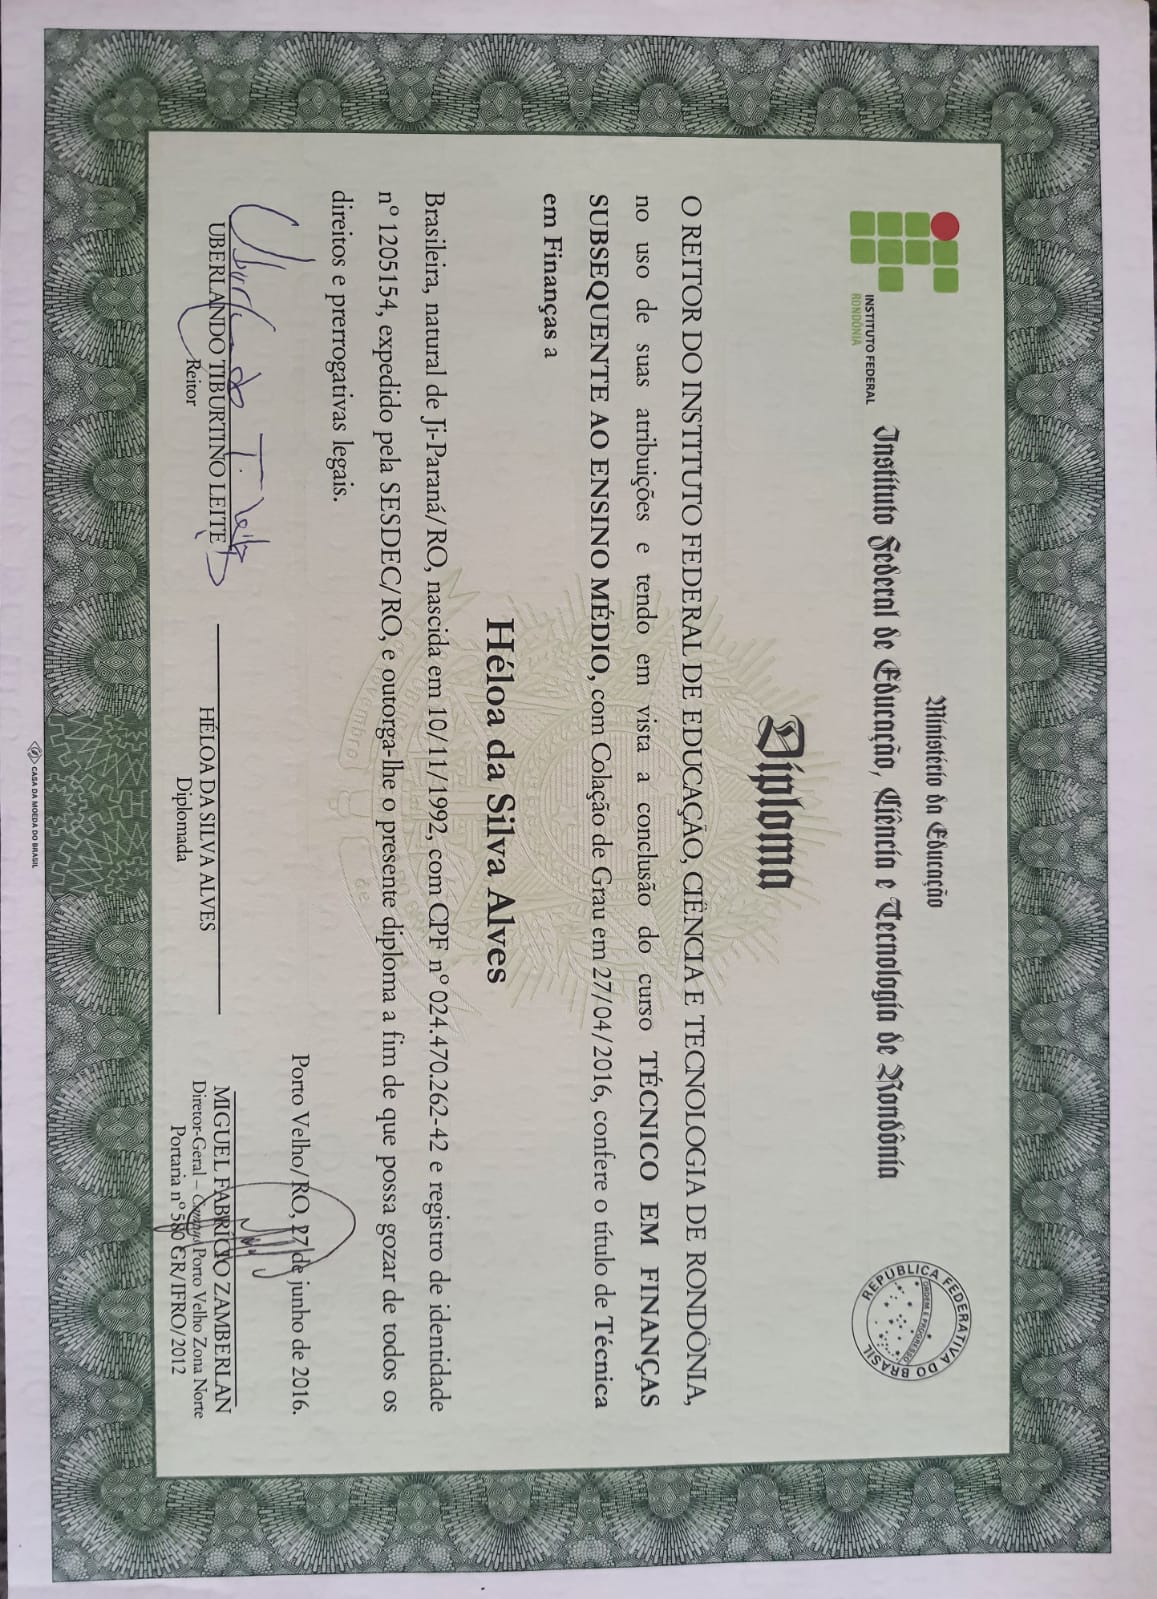 Ministério da Educação
Instituto Federal de Educação, Ciência e Tecnologia de Rondônia
INSTITUTO FEDERAL
RONDÔNIA
REPÚBLICA FEDERATIVA DO BRASIL
ORDEM E PROGRESSO
Diploma
O REITOR DO INSTITUTO FEDERAL DE EDUCAÇÃO, CIÊNCIA E TECNOLOGIA DE RONDÔNIA,
no uso de suas atribuições e tendo em vista a conclusão do curso TÉCNICO EM FINANÇAS
SUBSEQUENTE AO ENSINO MÉDIO, com Colação de Grau em 27/04/2016, confere o título de Técnica
em Finanças a
Héloa da Silva Alves
Brasileira, natural de Ji-Paraná/RO, nascida em 10/11/1992, com CPF nº 024.470.262-42 e registro de identidade
nº 1205154, expedido pela SESDEC/RO, e outorga-lhe o presente diploma a fim de que possa gozar de todos os
direitos e prerrogativas legais.
Porto Velho/RO, 27 de junho de 2016.
UBERLANDO TIBURTINO LEITE
Reitor
HÉLOA DA SILVA ALVES
Diplomada
MIGUEL FABRICIO ZAMBERLAN
Diretor-Geral – Campus Porto Velho Zona Norte
Portaria nº 580 GR/IFRO/2012
CASA DA MOEDA DO BRASIL